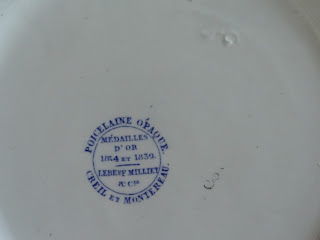 PORCELAINE OPAQUE.
MÉDAILLES
D'OR
1834 ET 1839.
LEBEUF MILLIET
& Cie
CREIL ET MONTEREAU.